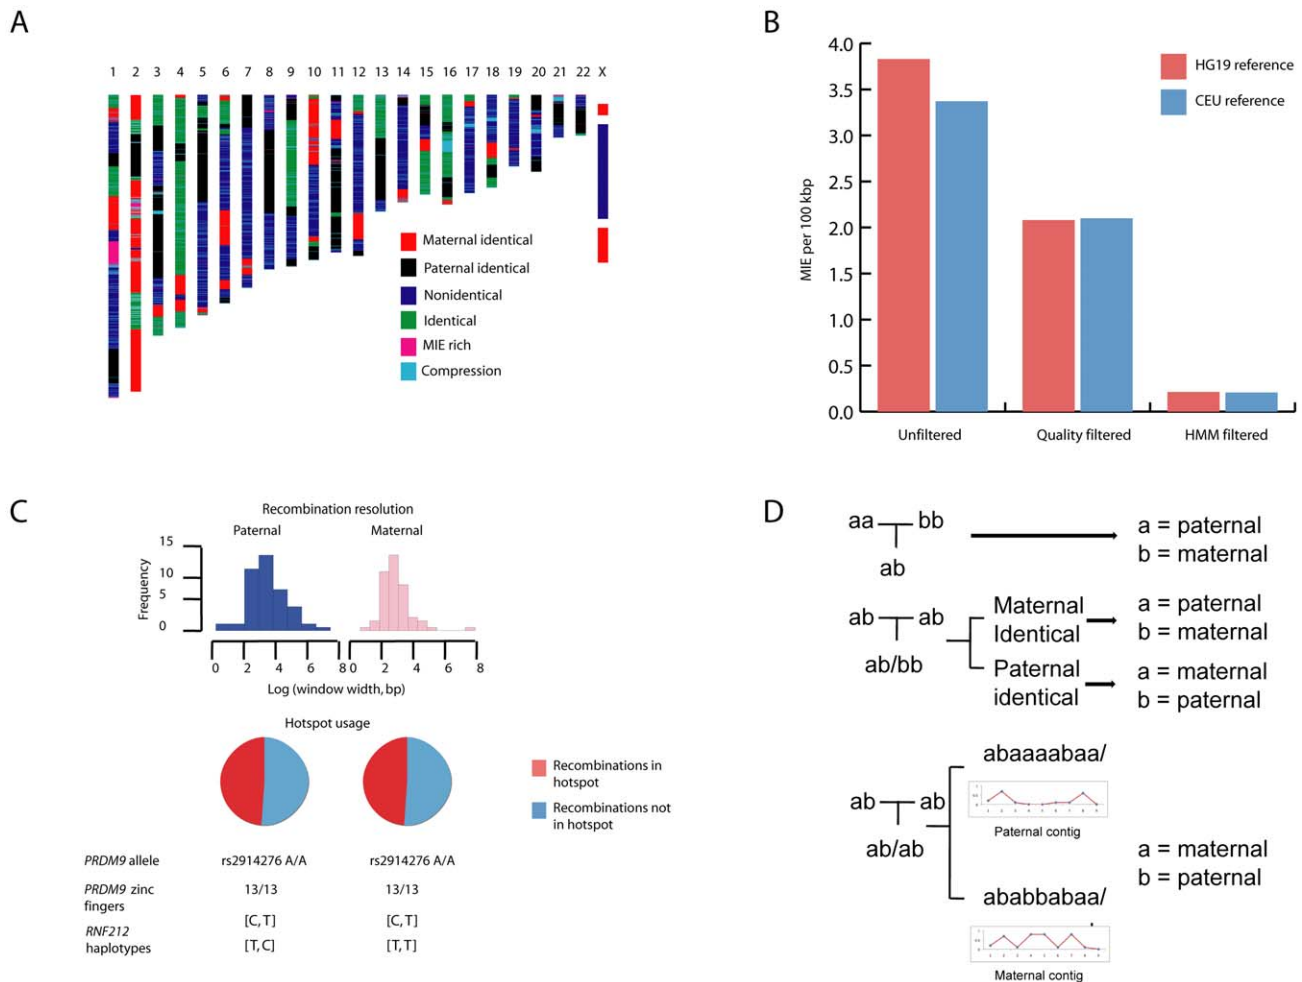 A
1 2 3 4 5 6 7 8 9 10 11 12 13 14 15 16 17 18 19 20 21 22 X
Maternal identical
Paternal identical
Nonidentical
Identical
MIE rich
Compression
B
MIE per 100 kbp
4.0
3.5
3.0
2.5
2.0
1.5
1.0
0.5
0.0
HG19 reference
CEU reference
Unfiltered Quality filtered HMM filtered
C
Recombination resolution
Paternal Maternal
Frequency
15
10
5
0
0 2 4 6 8 0 2 4 6 8
Log (window width, bp)
Hotspot usage
Recombinations in
hotspot
Recombinations not
in hotspot
PRDM9 allele rs2914276 A/A rs2914276 A/A
PRDM9 zinc
fingers
13/13 13/13
RNF212
haplotypes
[C, T] [C, T]
[T, C] [T, T]
D
aa bb
ab
a = paternal
b = maternal
ab ab
ab/bb
Maternal
Identical
a = paternal
b = maternal
Paternal
identical
a = maternal
b = paternal
ab ab
ab/ab
abaaaabaa/
Paternal contig
ababbabaa/
Maternal contig
a = maternal
b = paternal